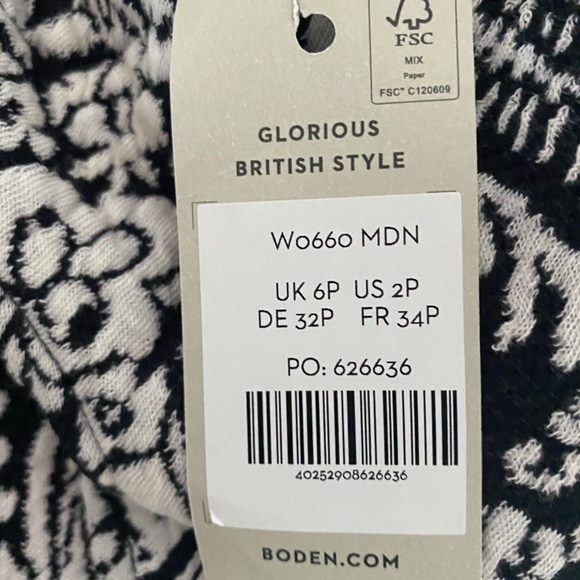 FSC
MIX
Paper
FSC™ C120609
GLORIOUS
BRITISH STYLE
W0660 MDN
UK 6P US 2P
DE 32P FR 34P
PO: 626636
40252908626636
BODEN.COM